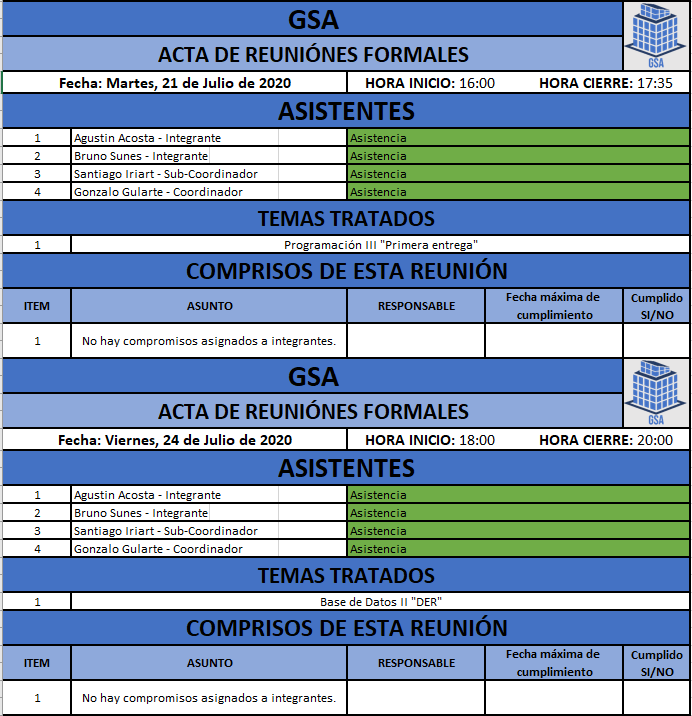 GSA
GSA
ACTA DE REUNIÓNES FORMALES
Fecha: Martes, 21 de Julio de 2020 HORA INICIO: 16:00 HORA CIERRE: 17:35
ASISTENTES
1 Agustin Acosta - Integrante Asistencia
2 Bruno Sunes - Integrante Asistencia
3 Santiago Iriart - Sub-Coordinador Asistencia
4 Gonzalo Gularte - Coordinador Asistencia
TEMAS TRATADOS
1 Programación III "Primera entrega"
COMPRISOS DE ESTA REUNIÓN
ITEM ASUNTO RESPONSABLE Fecha máxima de cumplimiento Cumplido SI/NO
1 No hay compromisos asignados a integrantes.
GSA
GSA
ACTA DE REUNIÓNES FORMALES
Fecha: Viernes, 24 de Julio de 2020 HORA INICIO: 18:00 HORA CIERRE: 20:00
ASISTENTES
1 Agustin Acosta - Integrante Asistencia
2 Bruno Sunes - Integrante Asistencia
3 Santiago Iriart - Sub-Coordinador Asistencia
4 Gonzalo Gularte - Coordinador Asistencia
TEMAS TRATADOS
1 Base de Datos II "DER"
COMPRISOS DE ESTA REUNIÓN
ITEM ASUNTO RESPONSABLE Fecha máxima de cumplimiento Cumplido SI/NO
1 No hay compromisos asignados a integrantes.